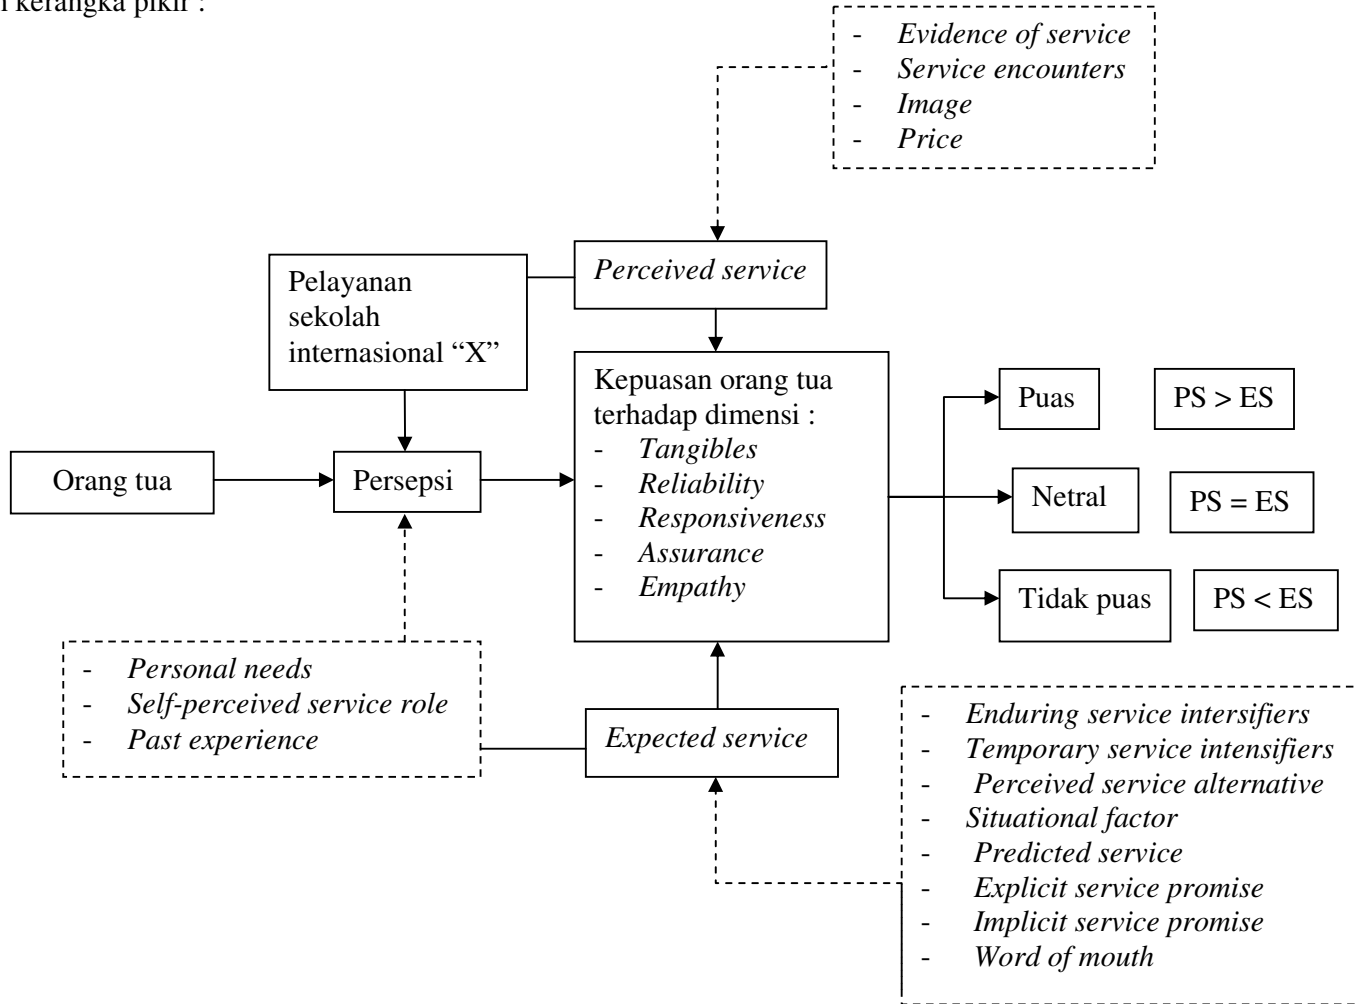 kerangka pikir :
- Evidence of service
- Service encounters
- Image
- Price
Perceived service
Pelayanan
sekolah
internasional “X”
Kepuasan orang tua
terhadap dimensi :
- Tangibles
- Reliability
- Responsiveness
- Assurance
- Empathy
Orang tua
Persepsi
Puas
PS > ES
Netral
PS = ES
Tidak puas
PS < ES
- Personal needs
- Self-perceived service role
- Past experience
Expected service
- Enduring service intersifiers
- Temporary service intensifiers
- Perceived service alternative
- Situational factor
- Predicted service
- Explicit service promise
- Implicit service promise
- Word of mouth